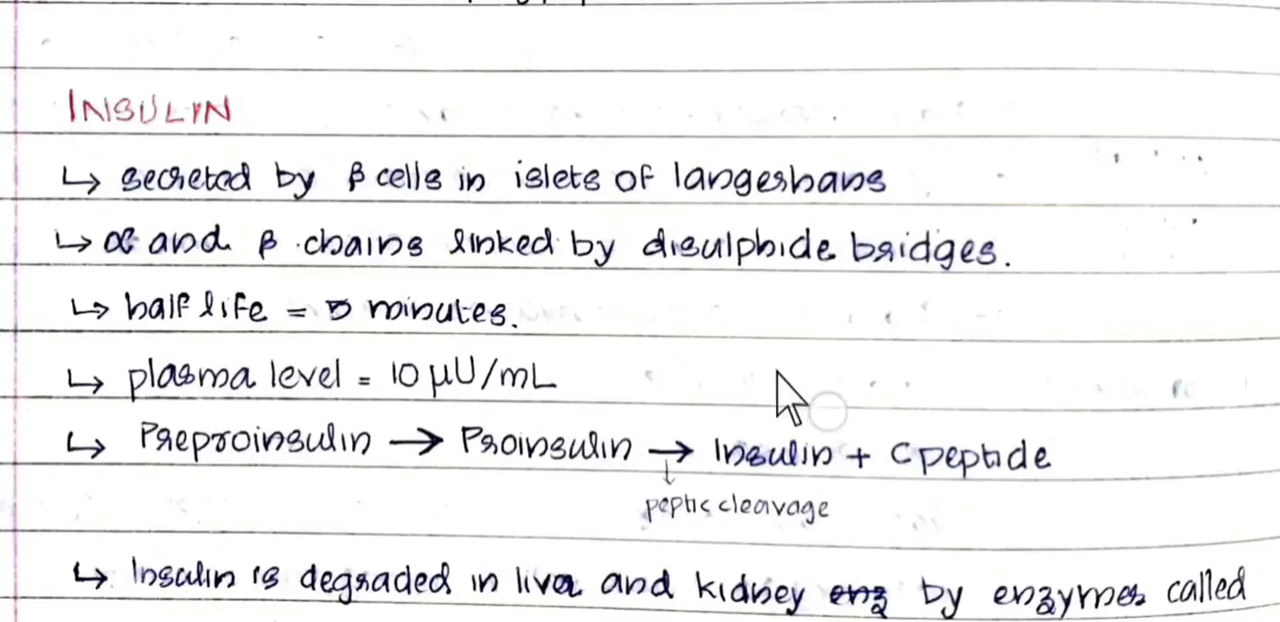 INSULIN
↳ secreted by β cells in islets of langerhans
↳ α and β chains linked by disulphide bridges.
↳ half life = 5 minutes.
↳ plasma level = 10 μU/mL
↳ Preproinsulin → Proinsulin → Insulin + C peptide
↓
peptic cleavage
↳ Insulin is degraded in liver and kidney enz by enzymes called